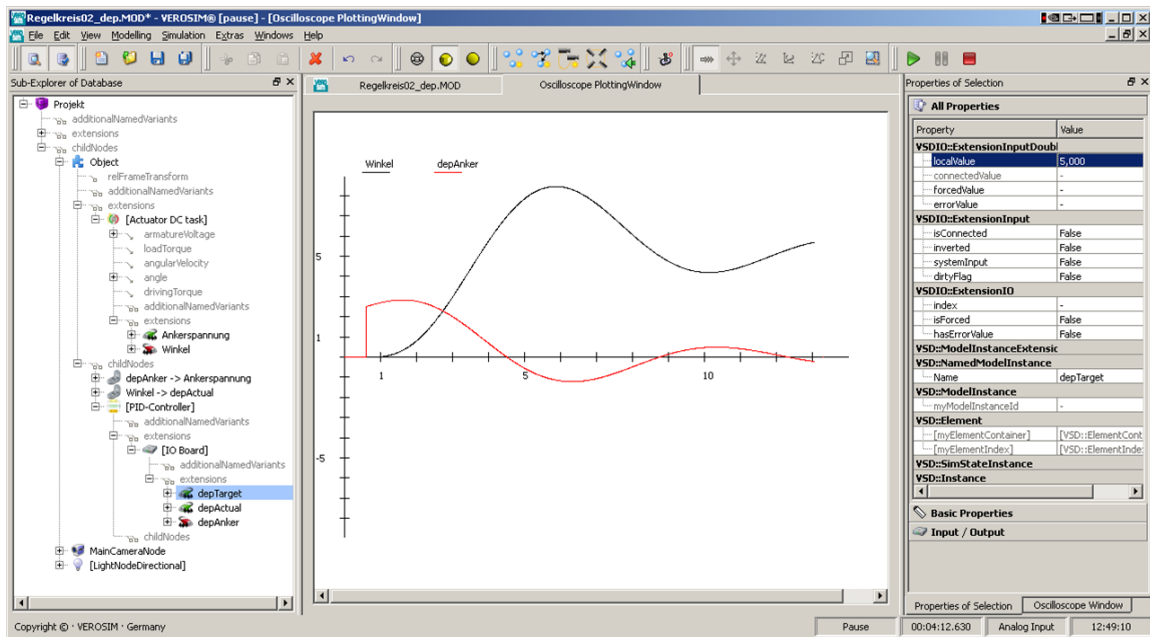 Regelkreis02_dep.MOD* - VEROSIM® [pause] - [Oscilloscope PlottingWindow]
File Edit View Modelling Simulation Extras Windows Help
Sub-Explorer of Database
Projekt
additionalNamedVariants
extensions
childNodes
Object
relFrameTransform
additionalNamedVariants
extensions
[Actuator DC task]
armatureVoltage
loadTorque
angularVelocity
angle
drivingTorque
additionalNamedVariants
extensions
Ankerspannung
Winkel
childNodes
depAnker -> Ankerspannung
Winkel -> depActual
[PID-Controller]
additionalNamedVariants
extensions
[IO Board]
additionalNamedVariants
extensions
depTarget
depActual
depAnker
childNodes
MainCameraNode
[LightNodeDirectional]
Regelkreis02_dep.MOD Oscilloscope PlottingWindow
Winkel depAnker
5
1
1 5 10
-5
Properties of Selection
All Properties
Property Value
VSDIO::ExtensionInputDoubl
localValue 5,000
connectedValue -
forcedValue -
errorValue -
VSDIO::ExtensionInput
isConnected False
inverted False
systemInput False
dirtyFlag False
VSDIO::ExtensionIO
index -
isForced False
hasErrorValue False
VSD::ModelInstanceExtensic
VSD::NamedModelInstance
Name depTarget
VSD::ModelInstance
myModelInstanceId -
VSD::Element
[myElementContainer] [VSD::ElementCont
[myElementIndex] [VSD::ElementInde:
VSD::SimStateInstance
VSD::Instance
Basic Properties
Input / Output
Properties of Selection Oscilloscope Window
Copyright © · VEROSIM · Germany Pause 00:04:12.630 Analog Input 12:49:10